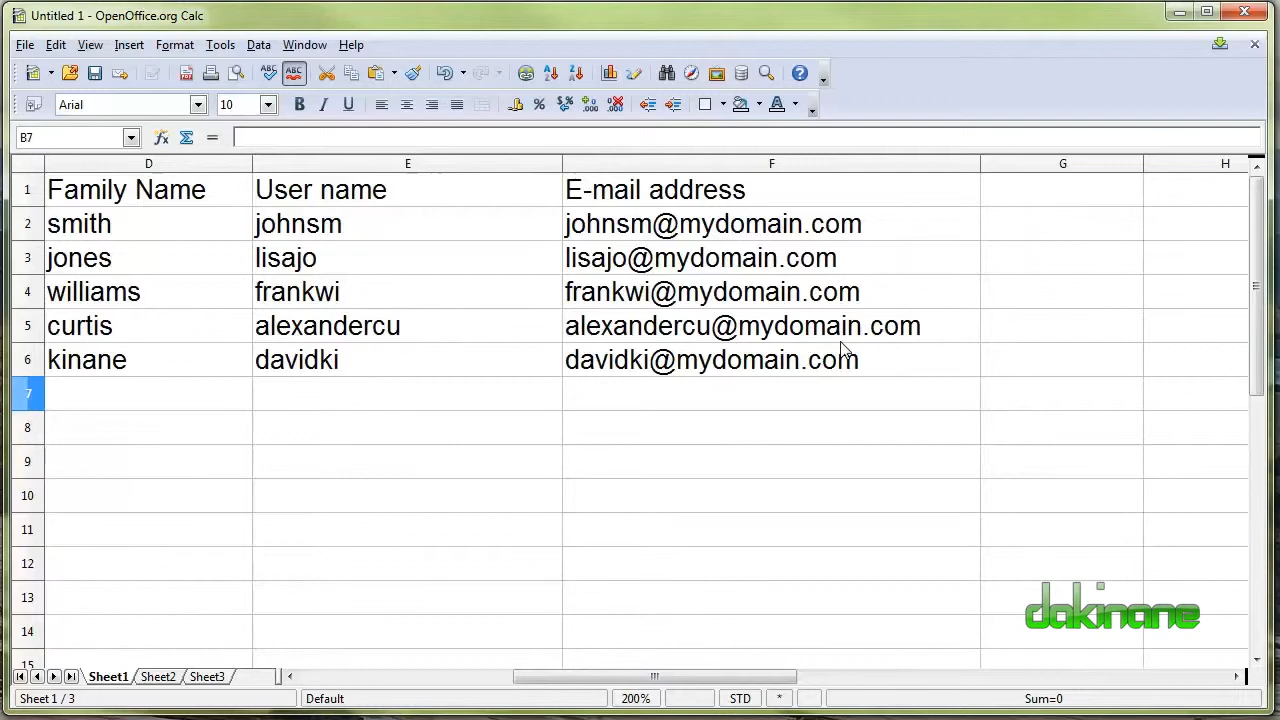 Untitled 1 - OpenOffice.org Calc
File Edit View Insert Format Tools Data Window Help
Arial 10
B7
D E F G H
1 Family Name User name E-mail address
2 smith johnsm johnsm@mydomain.com
3 jones lisajo lisajo@mydomain.com
4 williams frankwi frankwi@mydomain.com
5 curtis alexandercu alexandercu@mydomain.com
6 kinane davidki davidki@mydomain.com
7
8
9
10
11
12
13
dakinane
14
15
Sheet1 Sheet2 Sheet3
Sheet 1 / 3 Default 200% STD * Sum=0